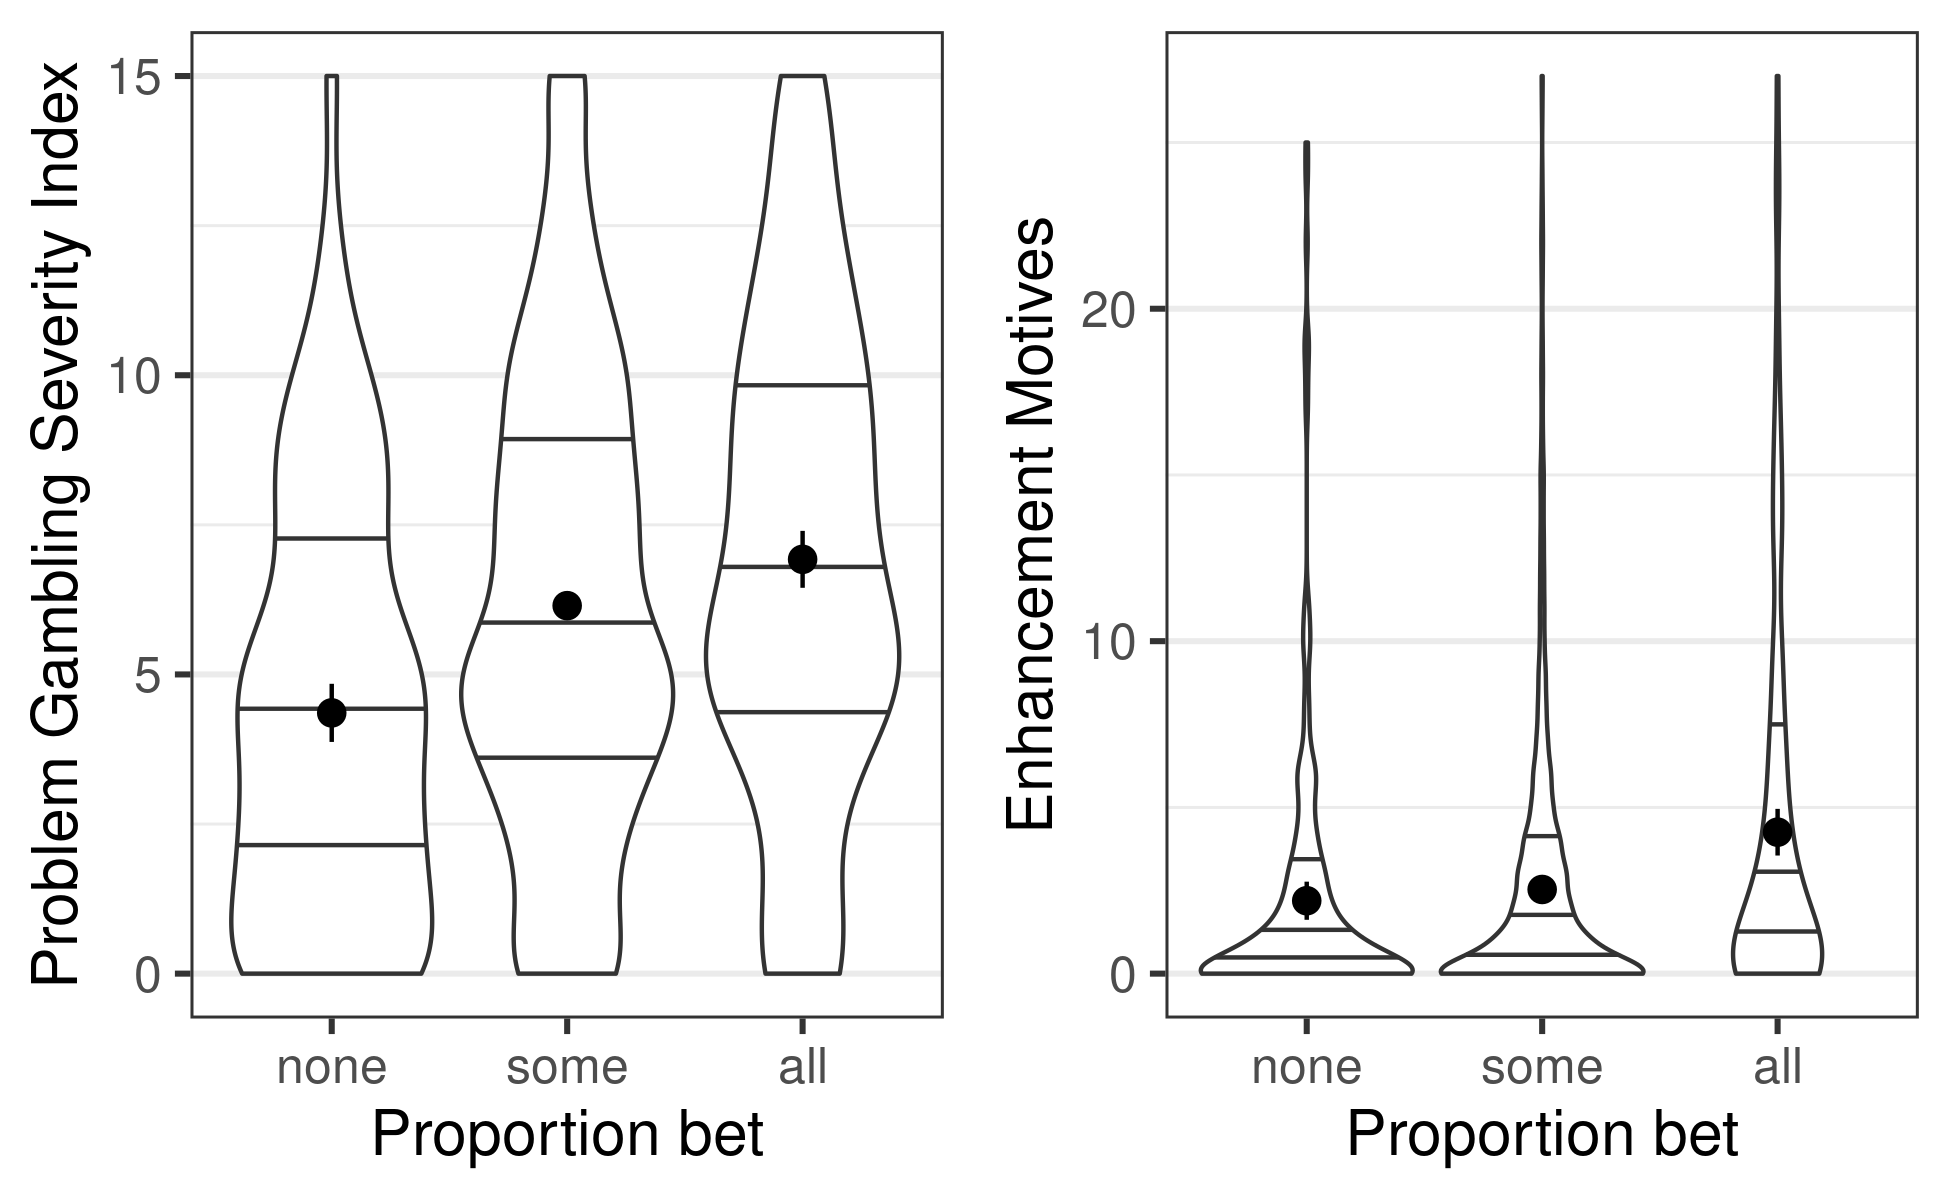 Problem Gambling Severity Index
15
10
5
0
none some all
Proportion bet
Enhancement Motives
20
10
0
none some all
Proportion bet